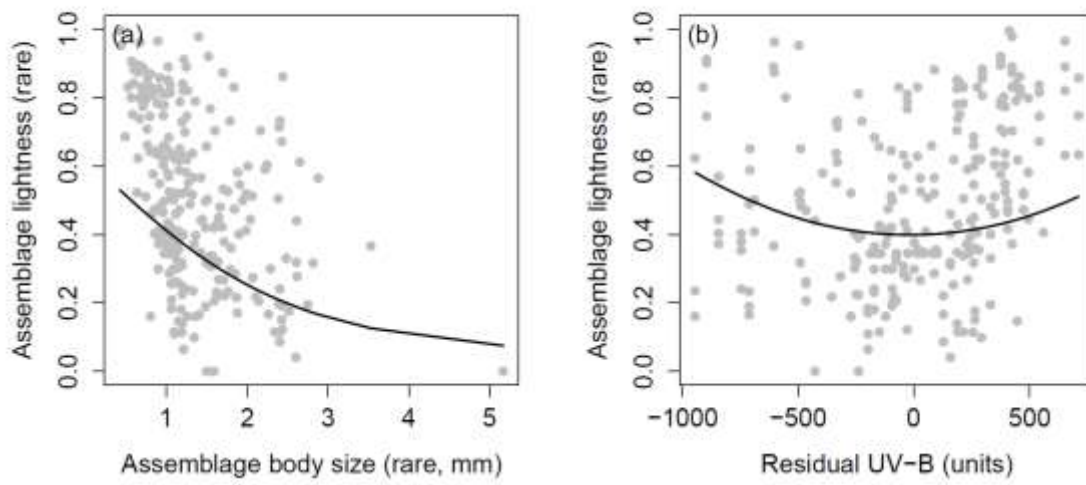 (a)
Assemblage lightness (rare)
0.0 0.2 0.4 0.6 0.8 1.0
1 2 3 4 5
Assemblage body size (rare, mm)
(b)
Assemblage lightness (rare)
0.0 0.2 0.4 0.6 0.8 1.0
−1000 −500 0 500
Residual UV−B (units)